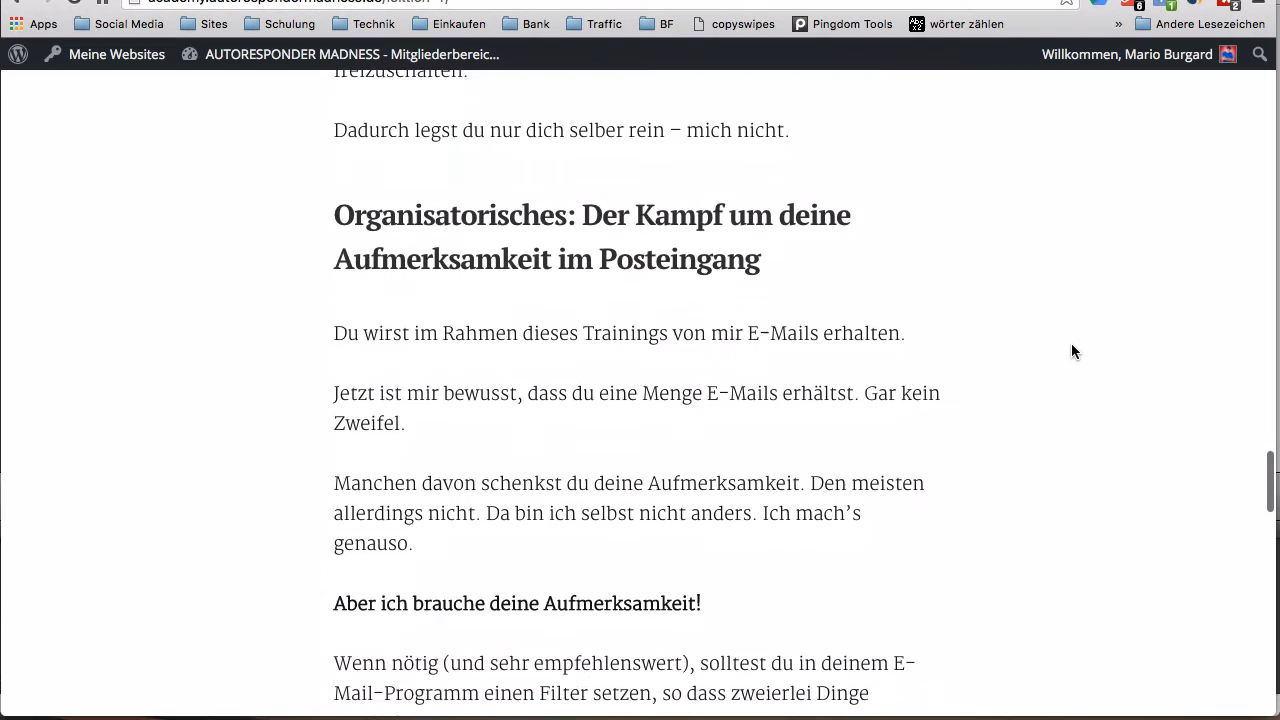 Apps Social Media Sites Schulung Technik Einkaufen Bank Traffic BF copyswipes Pingdom Tools wörter zählen » Andere Lesezeichen
Meine Websites AUTORESPONDER MADNESS - Mitgliederbereic... Willkommen, Mario Burgard
freizuschalten.
Dadurch legst du nur dich selber rein – mich nicht.
Organisatorisches: Der Kampf um deine
Aufmerksamkeit im Posteingang
Du wirst im Rahmen dieses Trainings von mir E-Mails erhalten.
Jetzt ist mir bewusst, dass du eine Menge E-Mails erhältst. Gar kein
Zweifel.
Manchen davon schenkst du deine Aufmerksamkeit. Den meisten
allerdings nicht. Da bin ich selbst nicht anders. Ich mach’s
genauso.
Aber ich brauche deine Aufmerksamkeit!
Wenn nötig (und sehr empfehlenswert), solltest du in deinem E-
Mail-Programm einen Filter setzen, so dass zweierlei Dinge